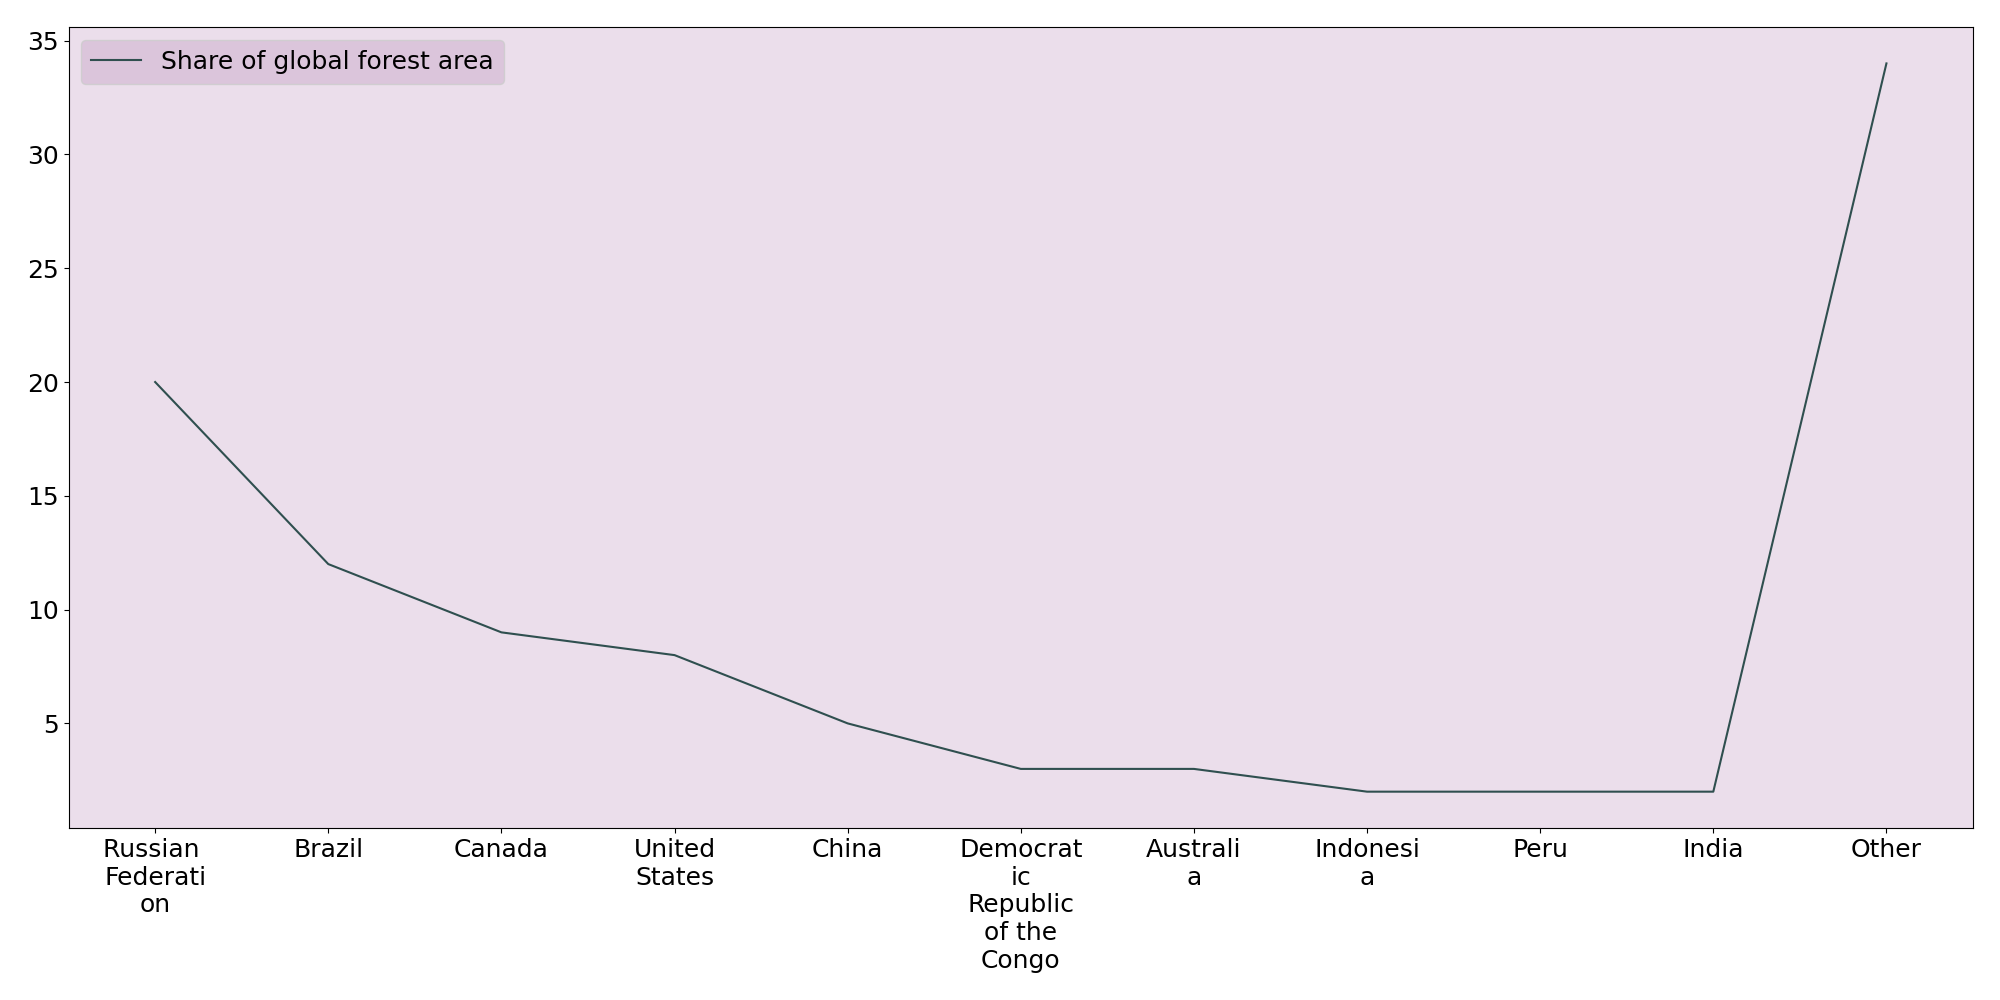 35
30
25
20
15
10
5
Share of global forest area
Russian
Federati
on
Brazil
Canada
United
States
China
Democrat
ic
Republic
of the
Congo
Australi
a
Indonesi
a
Peru
India
Other